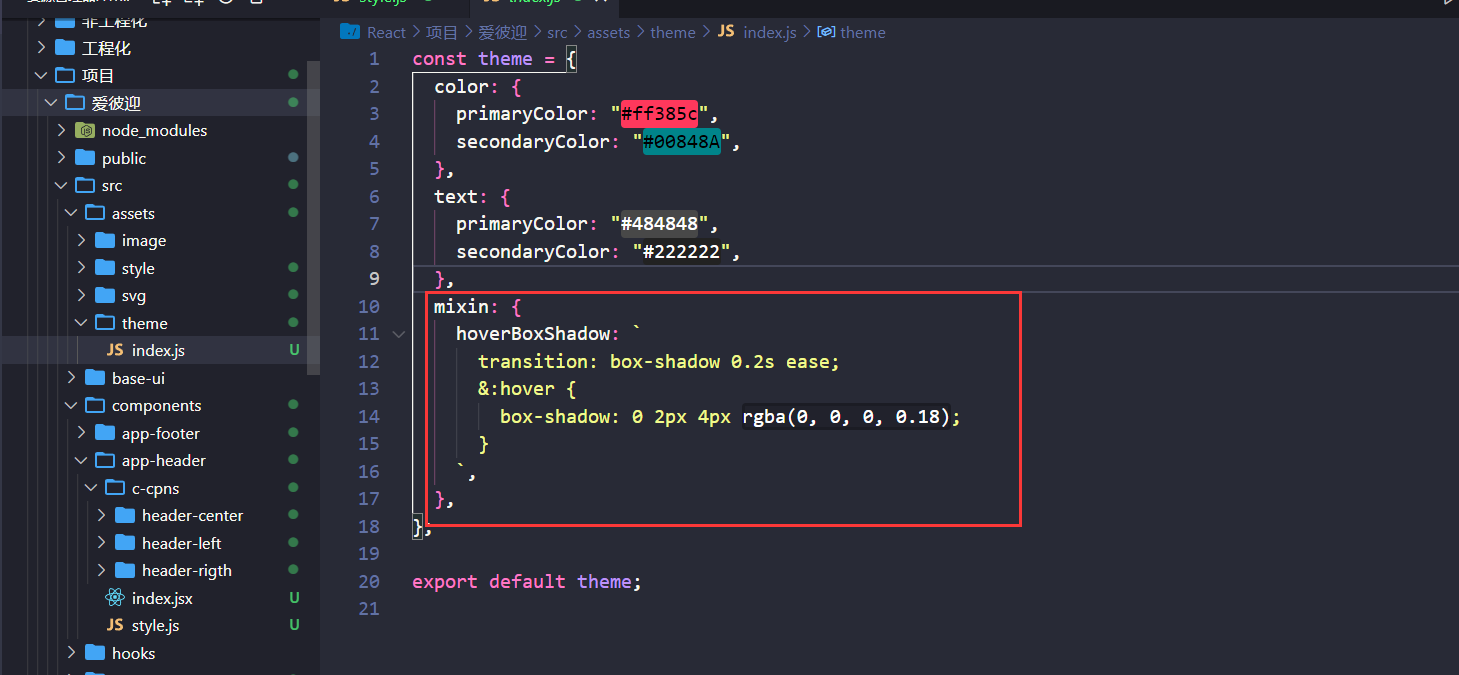 style.js
index.js
非工程化
工程化
项目
爱彼迎
node_modules
public
src
assets
image
style
svg
theme
JS index.js U
base-ui
components
app-footer
app-header
c-cpns
header-center
header-left
header-rigth
index.jsx U
JS style.js U
hooks
React > 项目 > 爱彼迎 > src > assets > theme > JS index.js > theme
1 const theme = {
2 color: {
3 primaryColor: "#ff385c",
4 secondaryColor: "#00848A",
5 },
6 text: {
7 primaryColor: "#484848",
8 secondaryColor: "#222222",
9 },
10 mixin: {
11 hoverBoxShadow: `
12 transition: box-shadow 0.2s ease;
13 &:hover {
14 box-shadow: 0 2px 4px rgba(0, 0, 0, 0.18);
15 }
16 `,
17 },
18 };
19
20 export default theme;
21